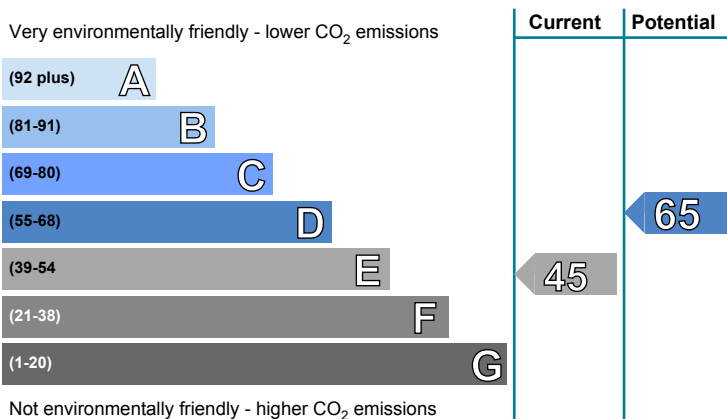 Current Potential
Very environmentally friendly - lower CO₂ emissions
(92 plus) A
(81-91) B
(69-80) C
(55-68) D
65
(39-54 E
45
(21-38) F
(1-20) G
Not environmentally friendly - higher CO₂ emissions